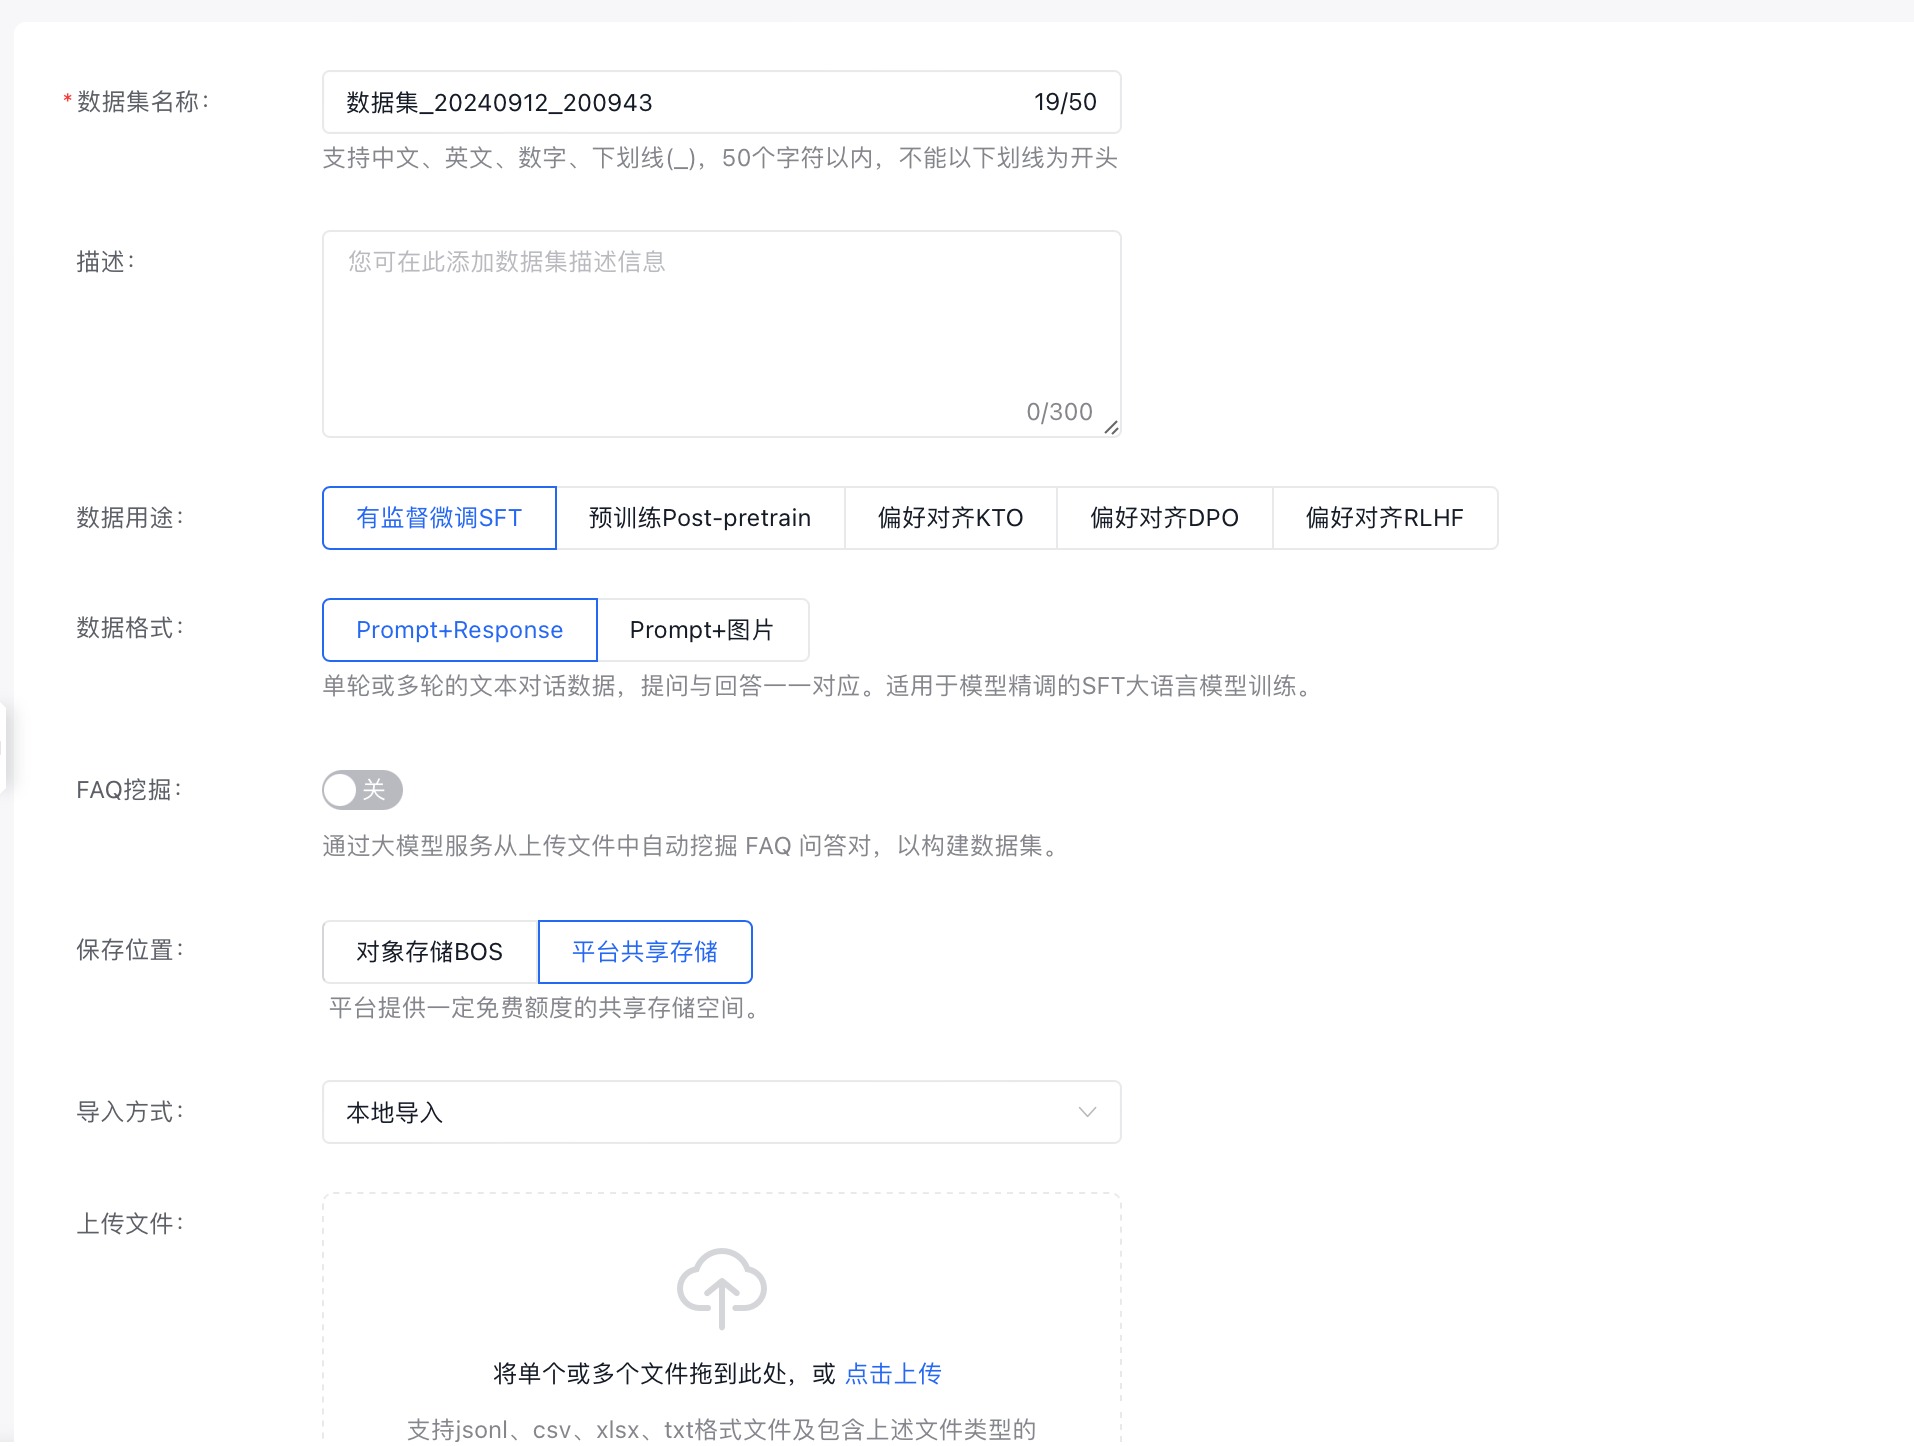 *数据集名称：
数据集_20240912_200943
19/50
支持中文、英文、数字、下划线(_)，50个字符以内，不能以下划线为开头
描述：
您可在此添加数据集描述信息
0/300
数据用途：
有监督微调SFT 预训练Post-pretrain 偏好对齐KTO 偏好对齐DPO 偏好对齐RLHF
数据格式：
Prompt+Response Prompt+图片
单轮或多轮的文本对话数据，提问与回答一一对应。适用于模型精调的SFT大语言模型训练。
FAQ挖掘：
关
通过大模型服务从上传文件中自动挖掘 FAQ 问答对，以构建数据集。
保存位置：
对象存储BOS 平台共享存储
平台提供一定免费额度的共享存储空间。
导入方式：
本地导入
上传文件：
将单个或多个文件拖到此处，或 点击上传
支持jsonl、csv、xlsx、txt格式文件及包含上述文件类型的